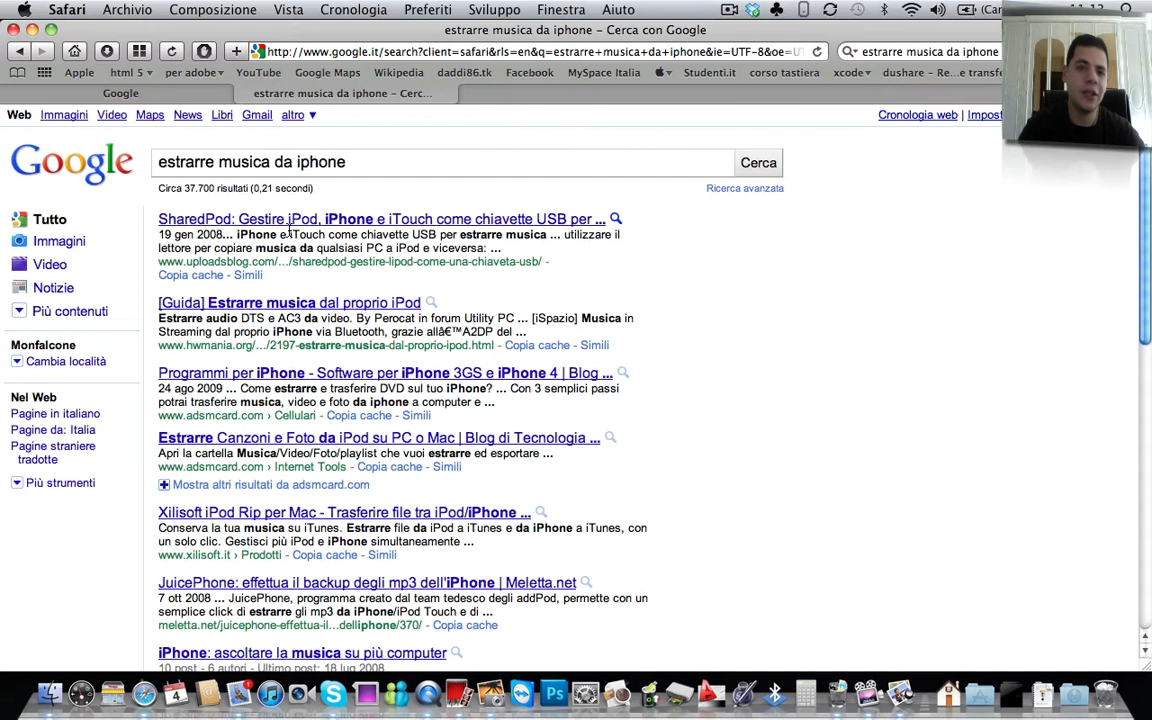 Safari Archivio Composizione Vista Cronologia Preferiti Sviluppo Finestra Aiuto
estrarre musica da iphone - Cerca con Google
http://www.google.it/search?client=safari&rls=en&q=estrarre+musica+da+iphone&ie=UTF-8&oe=U
estrarre musica da iphone
Apple html 5 per adobe YouTube Google Maps Wikipedia daddi86.tk Facebook MySpace Italia Studenti.it corso tastiera xcode dushare - Re...e transfe
Google
estrarre musica da iphone - Cerc...
Web Immagini Video Maps News Libri Gmail altro ▼
Cronologia web | Impost
Google
estrarre musica da iphone
Cerca
Circa 37.700 risultati (0,21 secondi)
Ricerca avanzata
Tutto
Immagini
Video
Notizie
Più contenuti
Monfalcone
Cambia località
Nel Web
Pagine in italiano
Pagine da: Italia
Pagine straniere
tradotte
Più strumenti
SharedPod: Gestire iPod, iPhone e iTouch come chiavette USB per ...
19 gen 2008... iPhone e iTouch come chiavette USB per estrarre musica ... utilizzare il
lettore per copiare musica da qualsiasi PC a iPod e viceversa: ...
www.uploadsblog.com/.../sharedpod-gestire-lipod-come-una-chiaveta-usb/ -
Copia cache - Simili
[Guida] Estrarre musica dal proprio iPod
Estrarre audio DTS e AC3 da video. By Perocat in forum Utility PC ... [iSpazio] Musica in
Streaming dal proprio iPhone via Bluetooth, grazie allâ€™A2DP del ...
www.hwmania.org/.../2197-estrarre-musica-dal-proprio-ipod.html - Copia cache - Simili
Programmi per iPhone - Software per iPhone 3GS e iPhone 4 | Blog ...
24 ago 2009 ... Come estrarre e trasferire DVD sul tuo iPhone? ... Con 3 semplici passi
potrai trasferire musica, video e foto da iphone a computer e ...
www.adsmcard.com › Cellulari - Copia cache - Simili
Estrarre Canzoni e Foto da iPod su PC o Mac | Blog di Tecnologia ...
Apri la cartella Musica/Video/Foto/playlist che vuoi estrarre ed esportare ...
www.adsmcard.com › Internet Tools - Copia cache - Simili
Mostra altri risultati da adsmcard.com
Xilisoft iPod Rip per Mac - Trasferire file tra iPod/iPhone ...
Conserva la tua musica su iTunes. Estrarre file da iPod a iTunes e da iPhone a iTunes, con
un solo clic. Gestisci più iPod e iPhone simultaneamente ...
www.xilisoft.it › Prodotti - Copia cache - Simili
JuicePhone: effettua il backup degli mp3 dell'iPhone | Meletta.net
7 ott 2008 ... JuicePhone, programma creato dal team tedesco degli addPod, permette con un
semplice click di estrarre gli mp3 da iPhone/iPod Touch e di ...
meletta.net/juicephone-effettua-il...delliphone/370/ - Copia cache
iPhone: ascoltare la musica su più computer
10 post - 6 autori - Ultimo post: 18 lug 2008